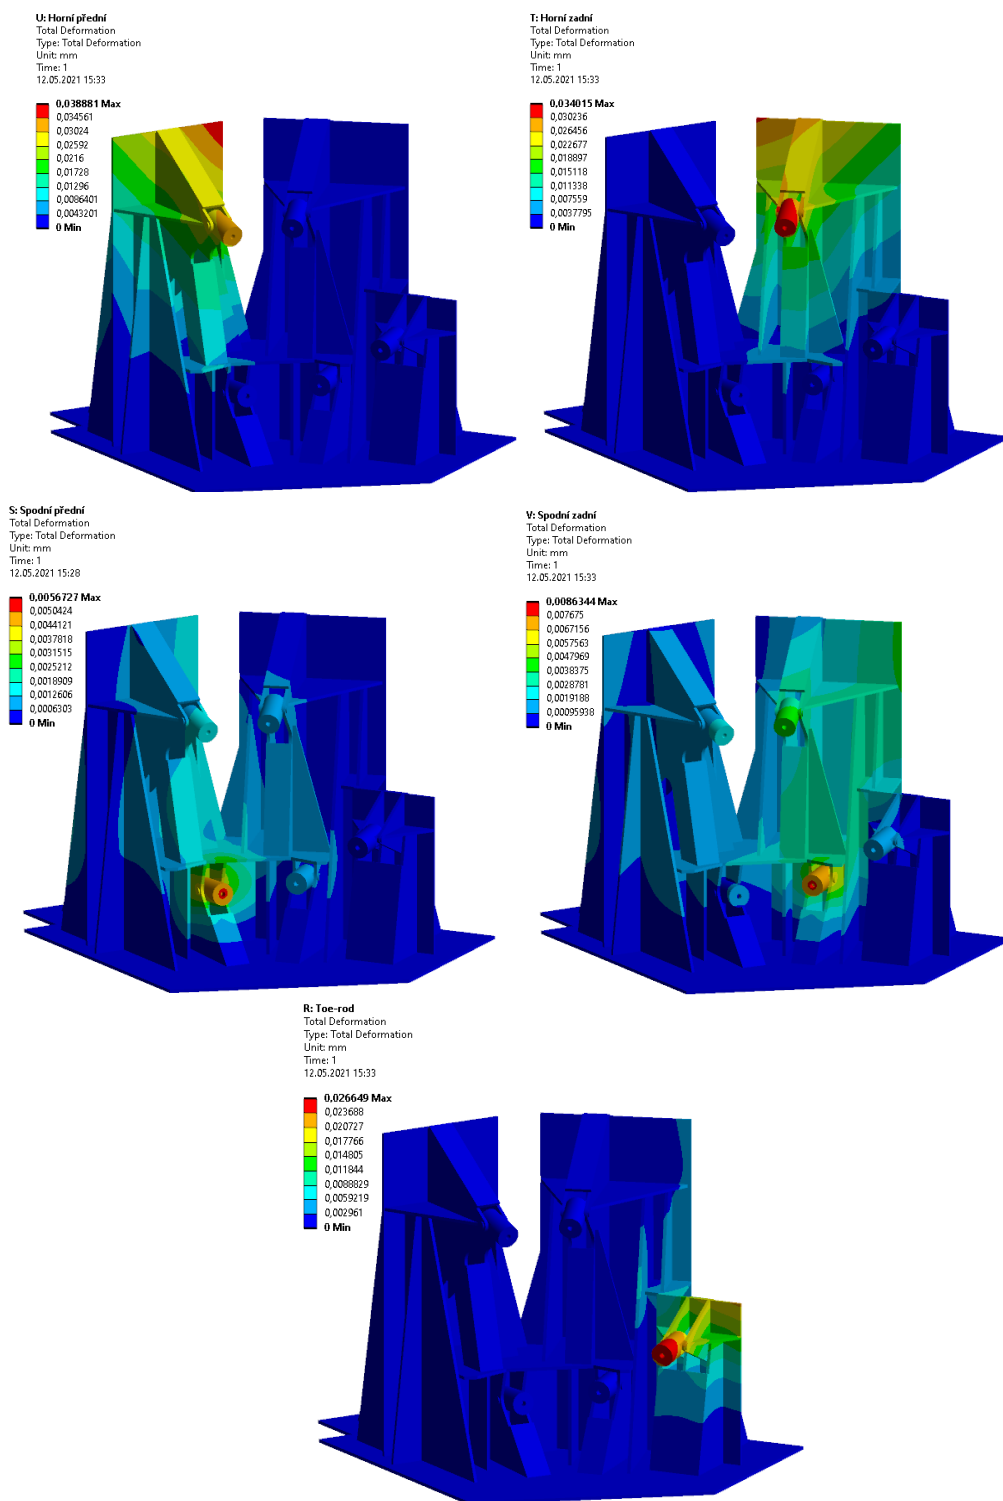 U: Horní přední
Total Deformation
Type: Total Deformation
Unit: mm
Time: 1
12.05.2021 15:33
0,038881 Max
0,034561
0,03024
0,02592
0,0216
0,01728
0,01296
0,0086401
0,0043201
0 Min
T: Horní zadní
Total Deformation
Type: Total Deformation
Unit: mm
Time: 1
12.05.2021 15:33
0,034015 Max
0,030236
0,026456
0,022677
0,018897
0,015118
0,011338
0,007559
0,0037795
0 Min
S: Spodní přední
Total Deformation
Type: Total Deformation
Unit: mm
Time: 1
12.05.2021 15:28
0,0056727 Max
0,0050424
0,0044121
0,0037818
0,0031515
0,0025212
0,0018909
0,0012606
0,0006303
0 Min
V: Spodní zadní
Total Deformation
Type: Total Deformation
Unit: mm
Time: 1
12.05.2021 15:33
0,0086344 Max
0,007675
0,0067156
0,0057563
0,0047969
0,0038375
0,0028781
0,0019188
0,00095938
0 Min
R: Toe-rod
Total Deformation
Type: Total Deformation
Unit: mm
Time: 1
12.05.2021 15:33
0,026649 Max
0,023688
0,020727
0,017766
0,014805
0,011844
0,0088829
0,0059219
0,002961
0 Min